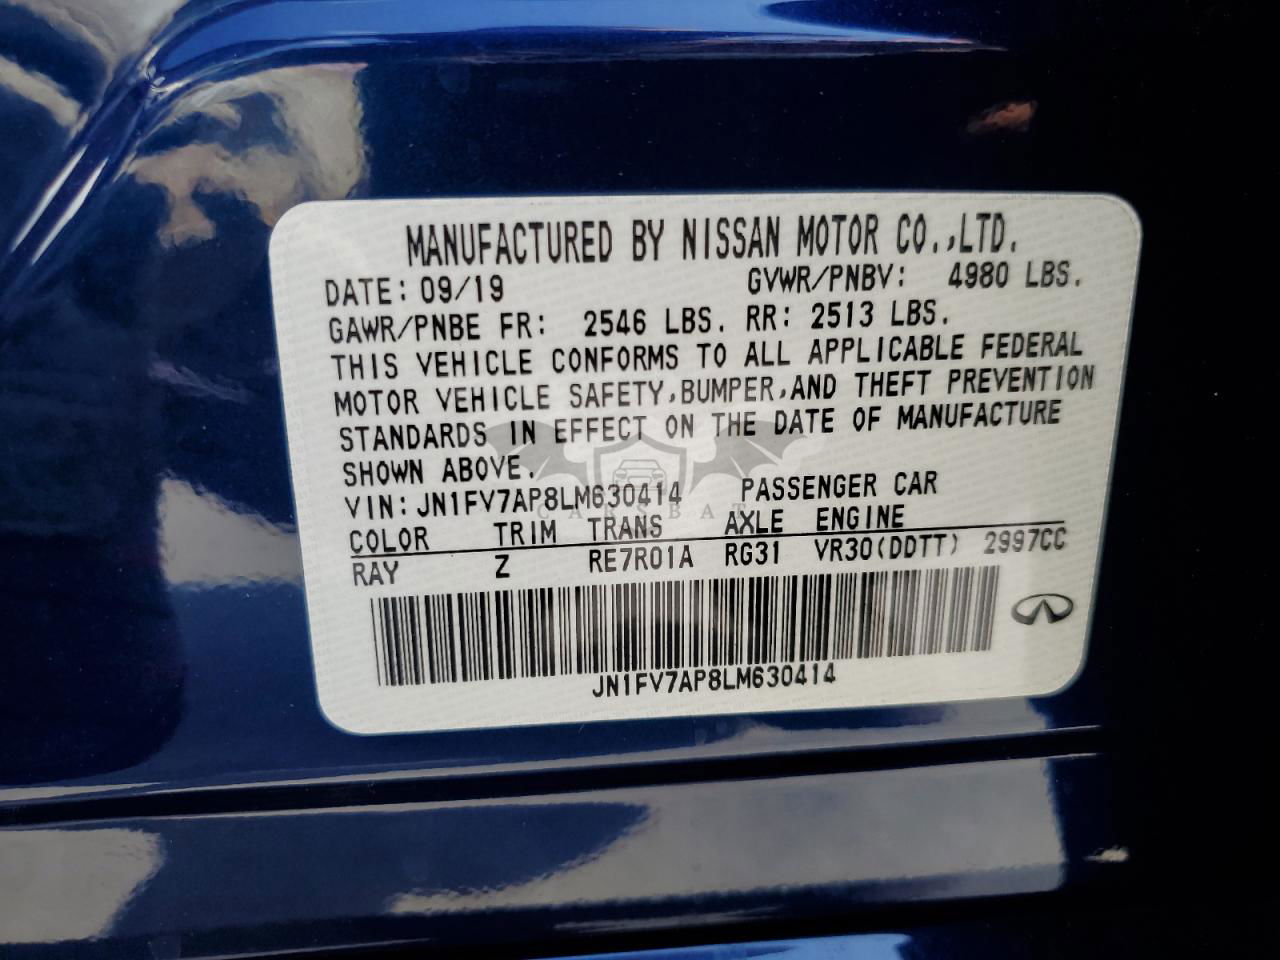 MANUFACTURED BY NISSAN MOTOR CO.,LTD.
DATE: 09/19 GVWR/PNBV: 4980 LBS.
GAWR/PNBE FR: 2546 LBS. RR: 2513 LBS.
THIS VEHICLE CONFORMS TO ALL APPLICABLE FEDERAL
MOTOR VEHICLE SAFETY,BUMPER,AND THEFT PREVENTION
STANDARDS IN EFFECT ON THE DATE OF MANUFACTURE
SHOWN ABOVE.
VIN:JN1FV7AP8LM630414 PASSENGER CAR
CARSBAT
COLOR TRIM TRANS AXLE ENGINE
RAY Z RE7R01A RG31 VR30(DDTT) 2997CC
JN1FV7AP8LM630414